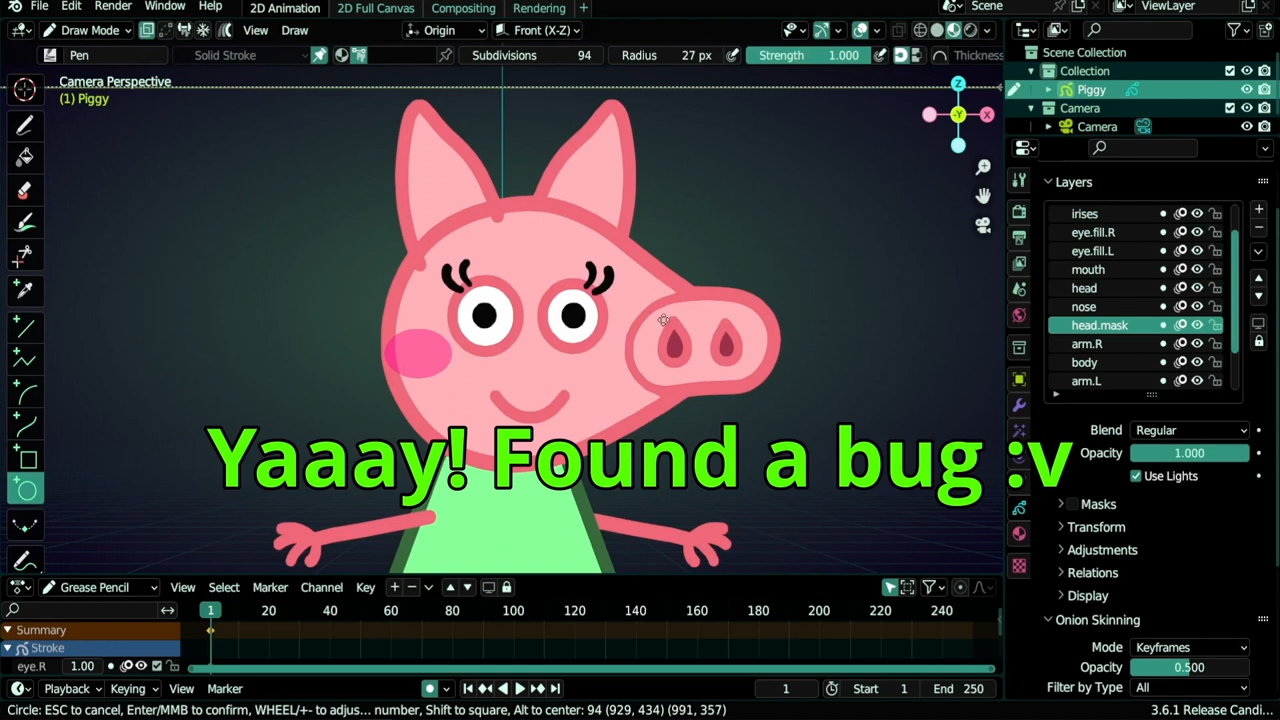 File Edit Render Window Help 2D Animation 2D Full Canvas Compositing Rendering + Scene ViewLayer
Draw Mode View Draw Origin Front (X-Z)
Pen Solid Stroke Subdivisions 94 Radius 27 px Strength 1.000 Thickness
Camera Perspective
(1) Piggy
Z
-Y
X
Scene Collection
Collection
Piggy
Camera
Camera
Layers
irises
eye.fill.R
eye.fill.L
mouth
head
nose
head.mask
arm.R
body
arm.L
Blend Regular
Opacity 1.000
Use Lights
Masks
Transform
Adjustments
Relations
Display
Onion Skinning
Mode Keyframes
Opacity 0.500
Filter by Type All
Yaaay! Found a bug :v
Grease Pencil View Select Marker Channel Key
1 20 40 60 80 100 120 140 160 180 200 220 240
Summary
Stroke
eye.R 1.00
Playback Keying View Marker 1 Start 1 End 250
Circle: ESC to cancel, Enter/MMB to confirm, WHEEL/+- to adjus... number, Shift to square, Alt to center: 94 (929, 434) (991, 357) 3.6.1 Release Candi...